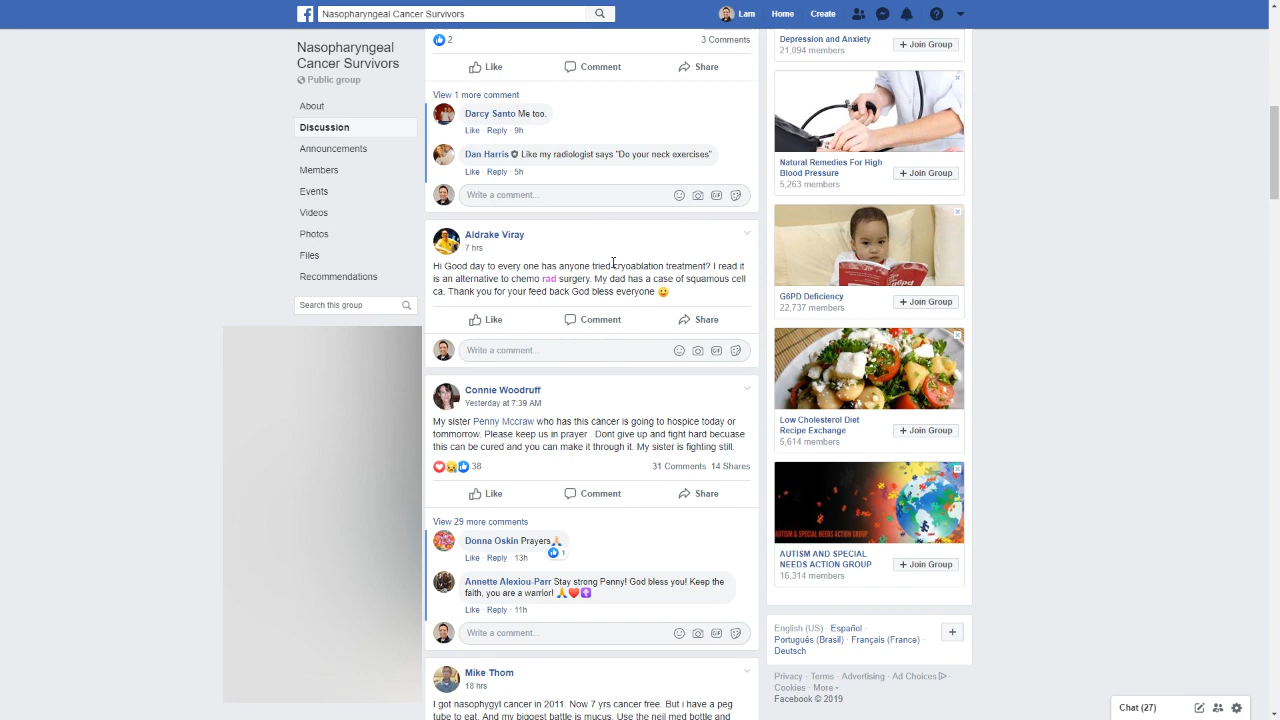 Nasopharyngeal Cancer Survivors
Lam
Home
Create
Nasopharyngeal
Cancer Survivors
Public group
About
Discussion
Announcements
Members
Events
Videos
Photos
Files
Recommendations
Search this group
2
3 Comments
Like
Comment
Share
View 1 more comment
Darcy Santo Me too.
Like · Reply · 9h
Dan Harris Like my radiologist says "Do your neck exercises"
Like · Reply · 5h
Write a comment...
Aldrake Viray
7 hrs
Hi Good day to every one has anyone tried cryoablation treatment? I read it
is an alternative to chemo rad surgery. My dad has a case of squamous cell
ca. Thank you for your feed back God bless everyone 😀
Like
Comment
Share
Write a comment...
Connie Woodruff
Yesterday at 7:39 AM
My sister Penny Mccraw who has this cancer is going to hospice today or
tommorrow. Please keep us in prayer . Dont give up and fight hard becuase
this can be cured and you can make it through it. My sister is fighting still.
38
31 Comments 14 Shares
Like
Comment
Share
View 29 more comments
Donna Oskin Prayers🙏🏻
1
Like · Reply · 13h
Annette Alexiou-Parr Stay strong Penny! God bless you! Keep the
faith, you are a warrior! 🙏❤️✝️
Like · Reply · 11h
Write a comment...
Mike Thom
18 hrs
I got nasophygyl cancer in 2011. Now 7 yrs cancer free. But i have a peg
tube to eat. And my biggest battle is mucus. Use the neil med bottle and
Depression and Anxiety
21,094 members
+ Join Group
Natural Remedies For High
Blood Pressure
5,263 members
+ Join Group
G6PD Deficiency
22,737 members
+ Join Group
Low Cholesterol Diet
Recipe Exchange
5,614 members
+ Join Group
AUTISM & SPECIAL NEEDS ACTION GROUP
AUTISM AND SPECIAL
NEEDS ACTION GROUP
16,314 members
+ Join Group
English (US) · Español ·
Português (Brasil) · Français (France) ·
Deutsch
Privacy · Terms · Advertising · Ad Choices ·
Cookies · More
Facebook © 2019
Chat (27)